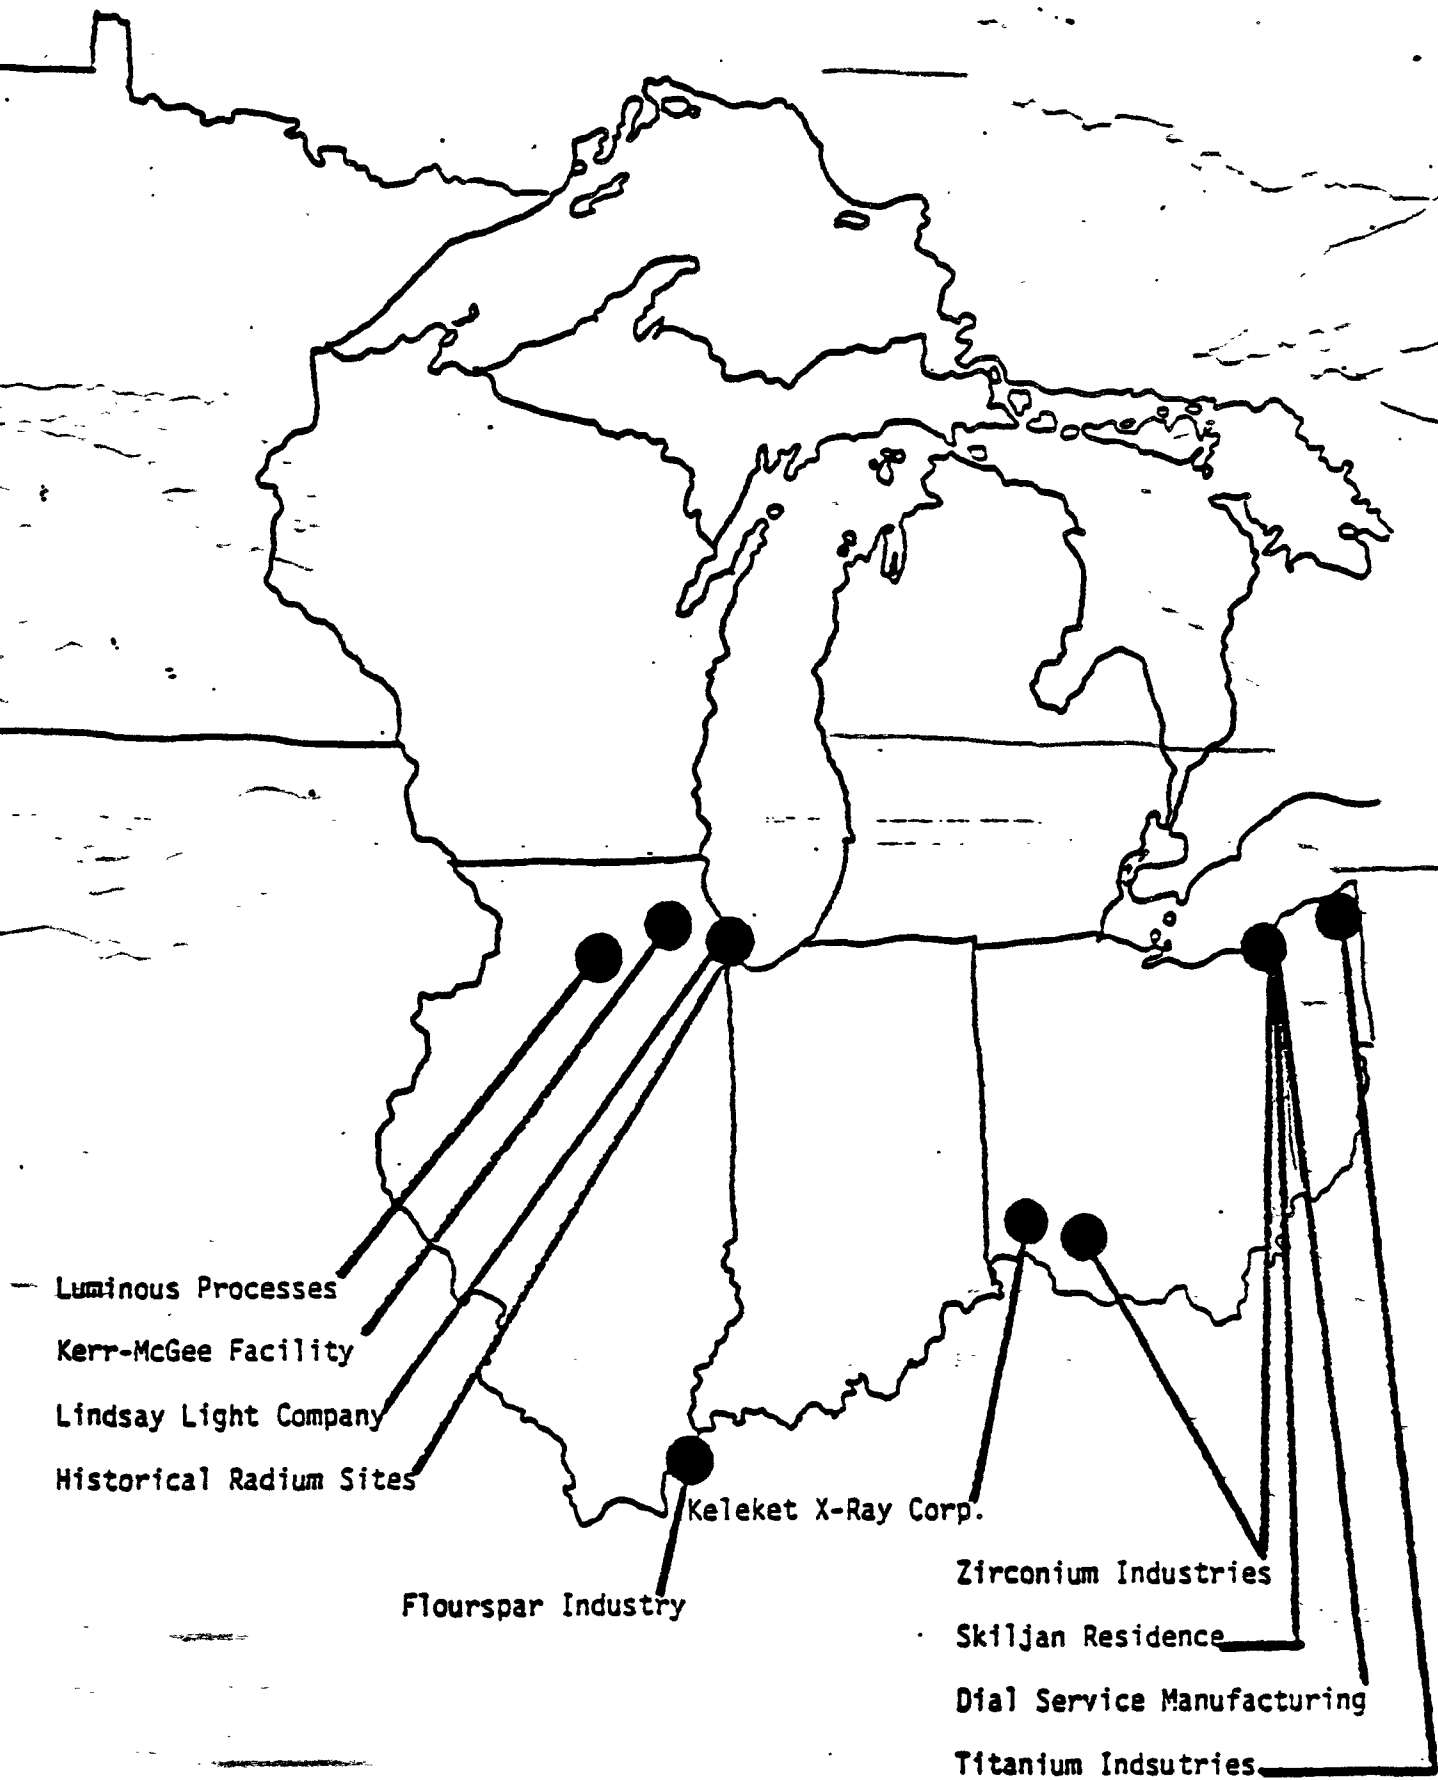 Luminous Processes
Kerr-McGee Facility
Lindsay Light Company
Historical Radium Sites
Keleket X-Ray Corp.
Flourspar Industry
Zirconium Industries
Skiljan Residence
Dial Service Manufacturing
Titanium Indsutries